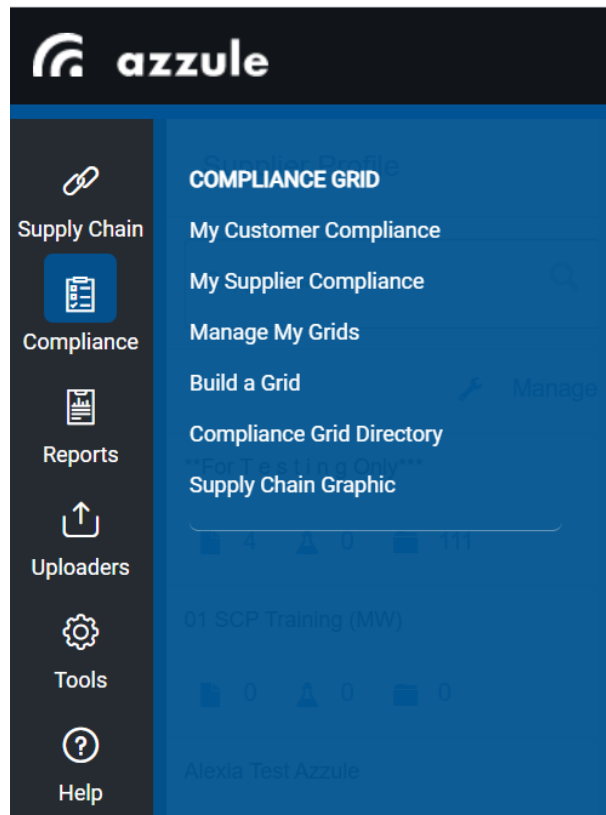 azzule
Supply Chain
Compliance
Reports
Uploaders
Tools
Help
COMPLIANCE GRID
My Customer Compliance
My Supplier Compliance
Manage My Grids
Build a Grid
Compliance Grid Directory
Supply Chain Graphic
Supplier Profile
Manage
**For T e s t i n g Only***
4 0 111
01 SCP Training (MW)
0 0 0
Alexia Test Azzule